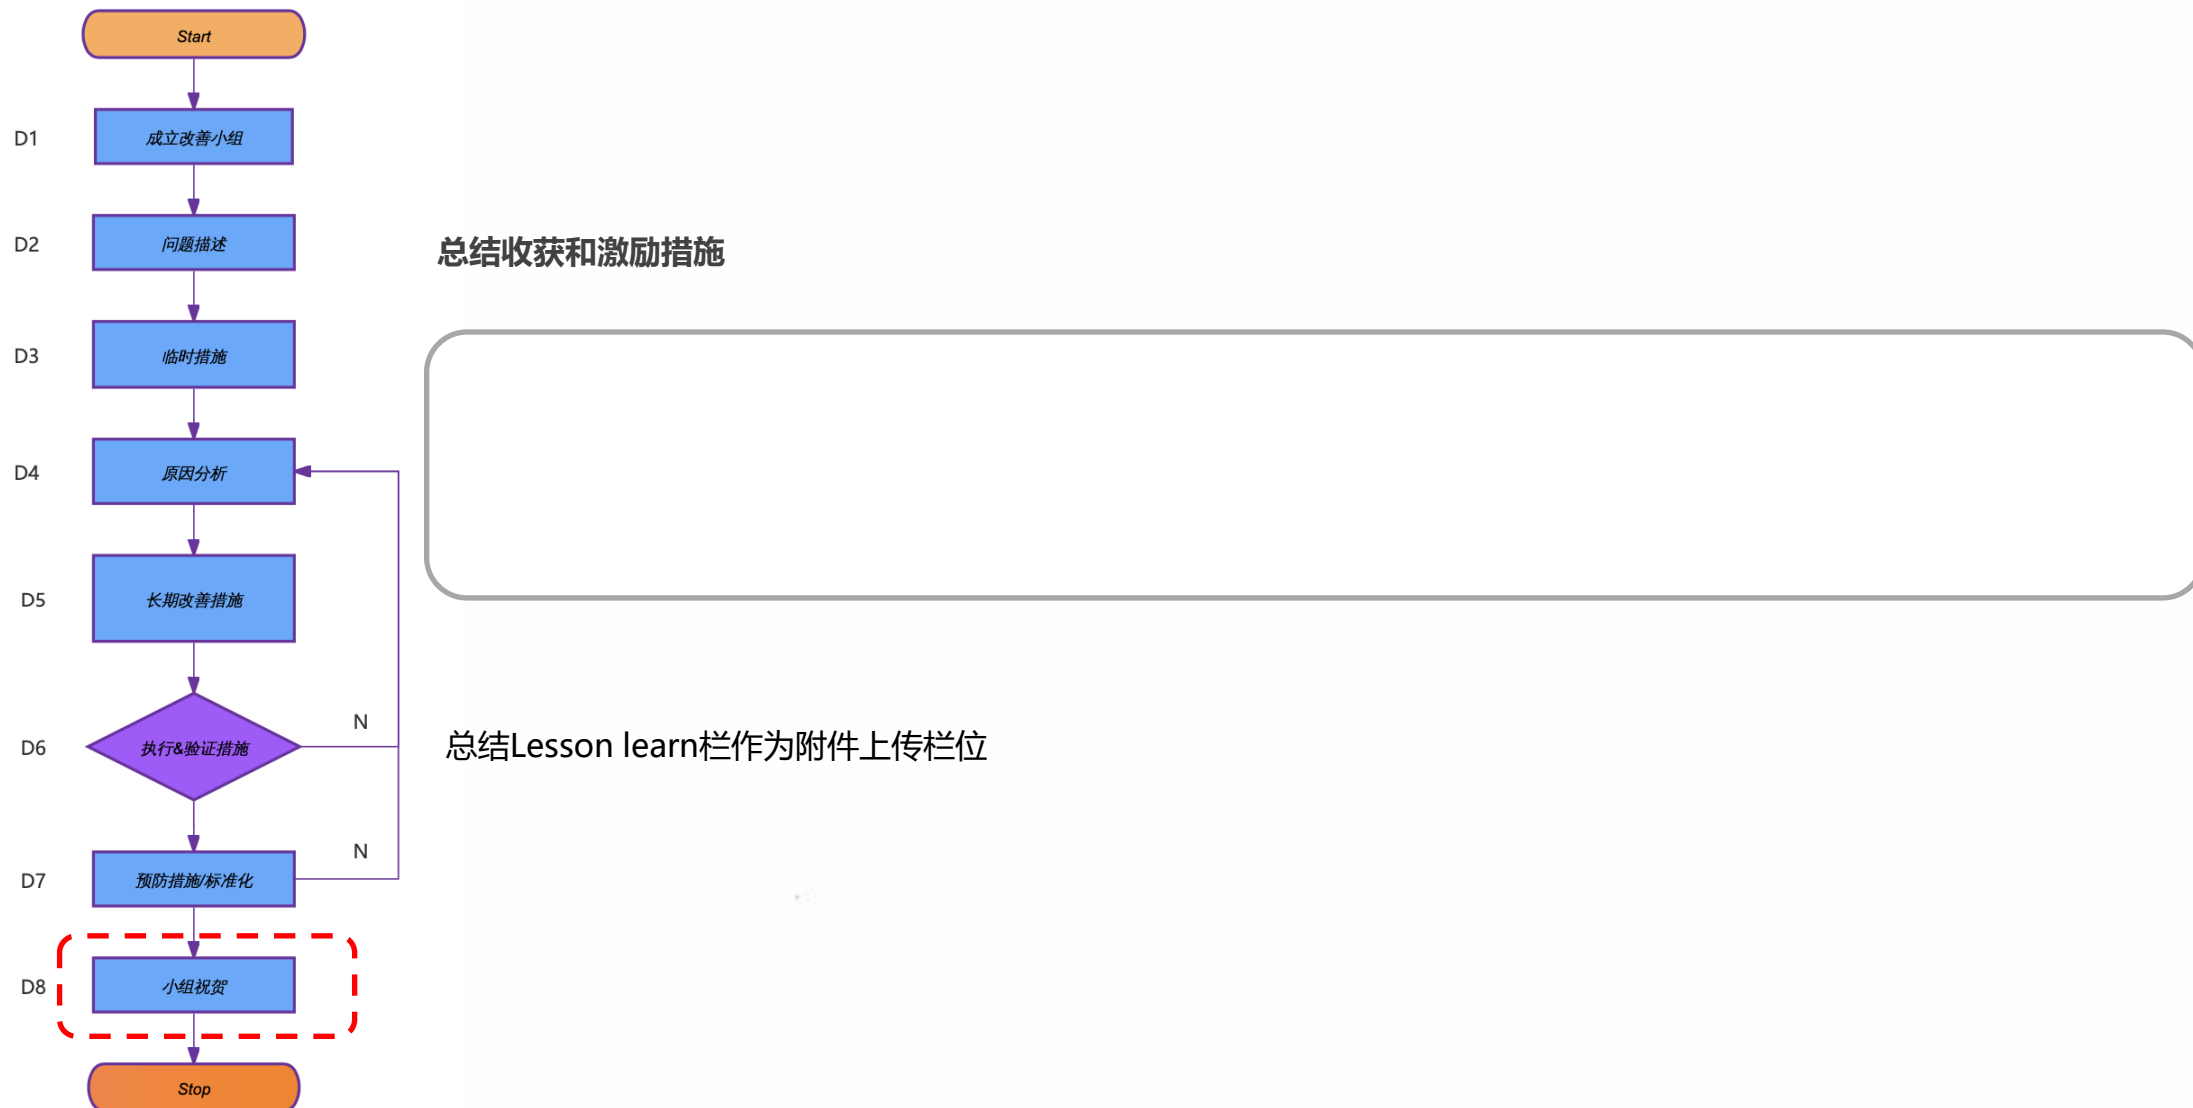 Start
D1
成立改善小组
D2
问题描述
D3
临时措施
D4
原因分析
D5
长期改善措施
D6
执行&验证措施
N
D7
预防措施/标准化
N
D8
小组祝贺
Stop
总结收获和激励措施
总结Lesson learn栏作为附件上传栏位